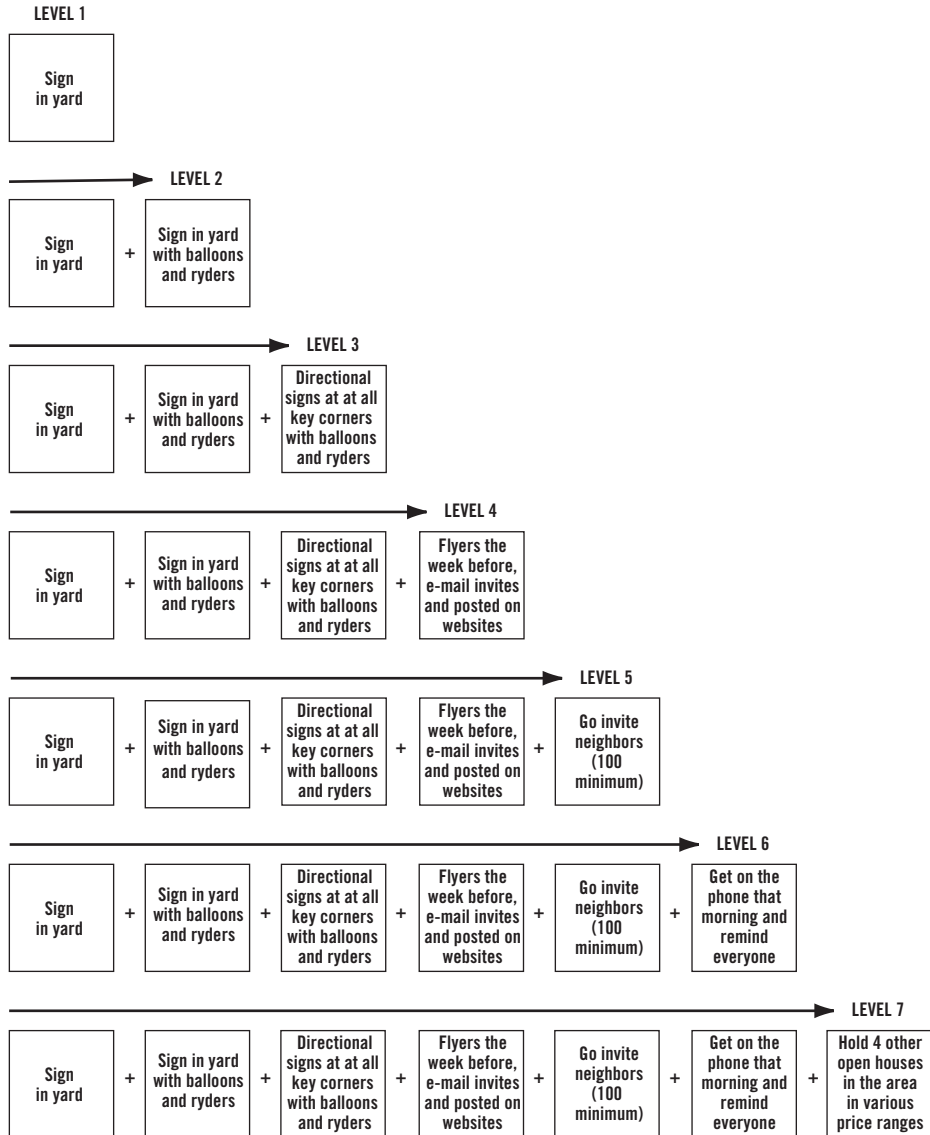 LEVEL 1
Sign
in yard
LEVEL 2
Sign
in yard
+
Sign in yard
with balloons
and ryders
LEVEL 3
Sign
in yard
+
Sign in yard
with balloons
and ryders
+
Directional
signs at at all
key corners
with balloons
and ryders
LEVEL 4
Sign
in yard
+
Sign in yard
with balloons
and ryders
+
Directional
signs at at all
key corners
with balloons
and ryders
+
Flyers the
week before,
e-mail invites
and posted on
websites
LEVEL 5
Sign
in yard
+
Sign in yard
with balloons
and ryders
+
Directional
signs at at all
key corners
with balloons
and ryders
+
Flyers the
week before,
e-mail invites
and posted on
websites
+
Go invite
neighbors
(100
minimum)
LEVEL 6
Sign
in yard
+
Sign in yard
with balloons
and ryders
+
Directional
signs at at all
key corners
with balloons
and ryders
+
Flyers the
week before,
e-mail invites
and posted on
websites
+
Go invite
neighbors
(100
minimum)
+
Get on the
phone that
morning and
remind
everyone
LEVEL 7
Sign
in yard
+
Sign in yard
with balloons
and ryders
+
Directional
signs at at all
key corners
with balloons
and ryders
+
Flyers the
week before,
e-mail invites
and posted on
websites
+
Go invite
neighbors
(100
minimum)
+
Get on the
phone that
morning and
remind
everyone
+
Hold 4 other
open houses
in the area
in various
price ranges